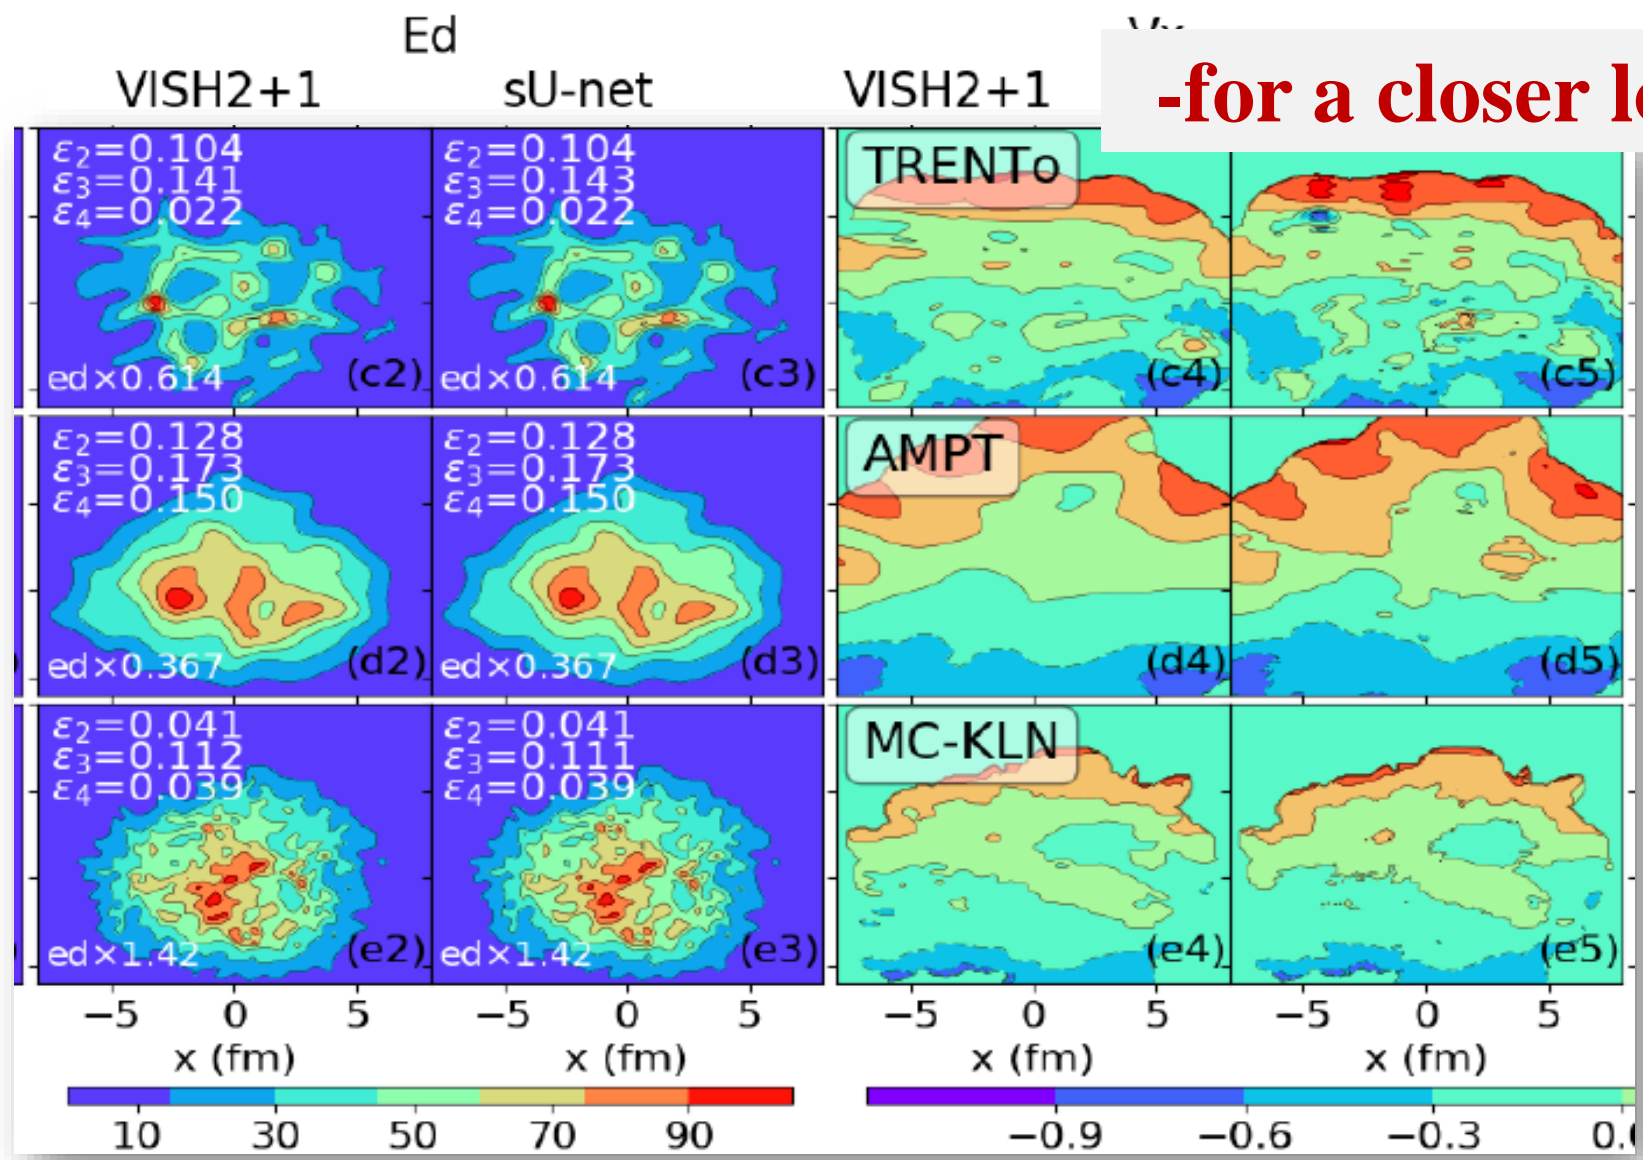 Ed
VISH2+1 sU-net VISH2+1
-for a closer
ε2=0.104 ε2=0.104 TRENTo
ε3=0.141 ε3=0.143
ε4=0.022 ε4=0.022
ed×0.614 (c2) ed×0.614 (c3) (c4) (c5)
ε2=0.128 ε2=0.128 AMPT
ε3=0.173 ε3=0.173
ε4=0.150 ε4=0.150
ed×0.367 (d2) ed×0.367 (d3) (d4) (d5)
ε2=0.041 ε2=0.041 MC-KLN
ε3=0.112 ε3=0.111
ε4=0.039 ε4=0.039
ed×1.42 (e2) ed×1.42 (e3) (e4) (e5)
−5 0 5 −5 0 5 −5 0 5 −5 0 5
x (fm) x (fm) x (fm) x (fm)
10 30 50 70 90 −0.9 −0.6 −0.3